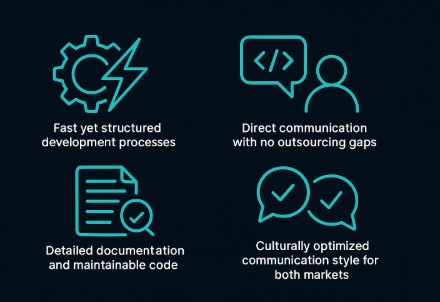 </>
Fast yet structured
development processes
Direct communication
with no outsourcing gaps
Detailed documentation
and maintainable code
Culturally optimized
communication style for
both markets